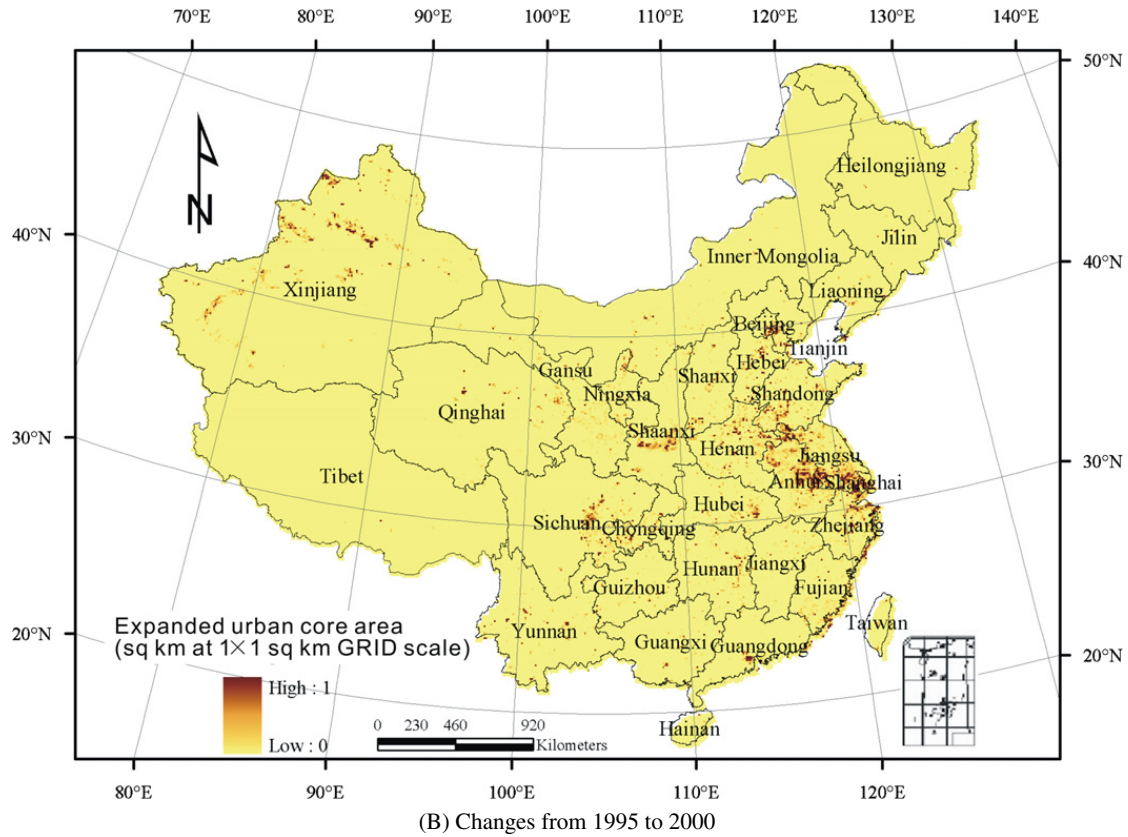 70°E 80°E 90°E 100°E 110°E 120°E 130°E 140°E
50°N
Heilongjiang
Jilin
40°N
Inner Mongolia
40°N
Xinjiang
Liaoning
Beijing
Tianjin
Hebei
Gansu
Shanxi
Ningxia
Shandong
Qinghai
30°N
Shaanxi
Henan
Jiangsu
30°N
Tibet
Anhui
Shanghai
Hubei
Sichuan
Chongqing
Zhejiang
Hunan
Jiangxi
Guizhou
Fujian
Taiwan
20°N
Yunnan
Guangxi
Guangdong
20°N
Expanded urban core area
(sq km at 1×1 sq km GRID scale)
High : 1
Low : 0
0 230 460 920
Kilometers
Hainan
N
80°E 90°E 100°E 110°E 120°E
(B) Changes from 1995 to 2000